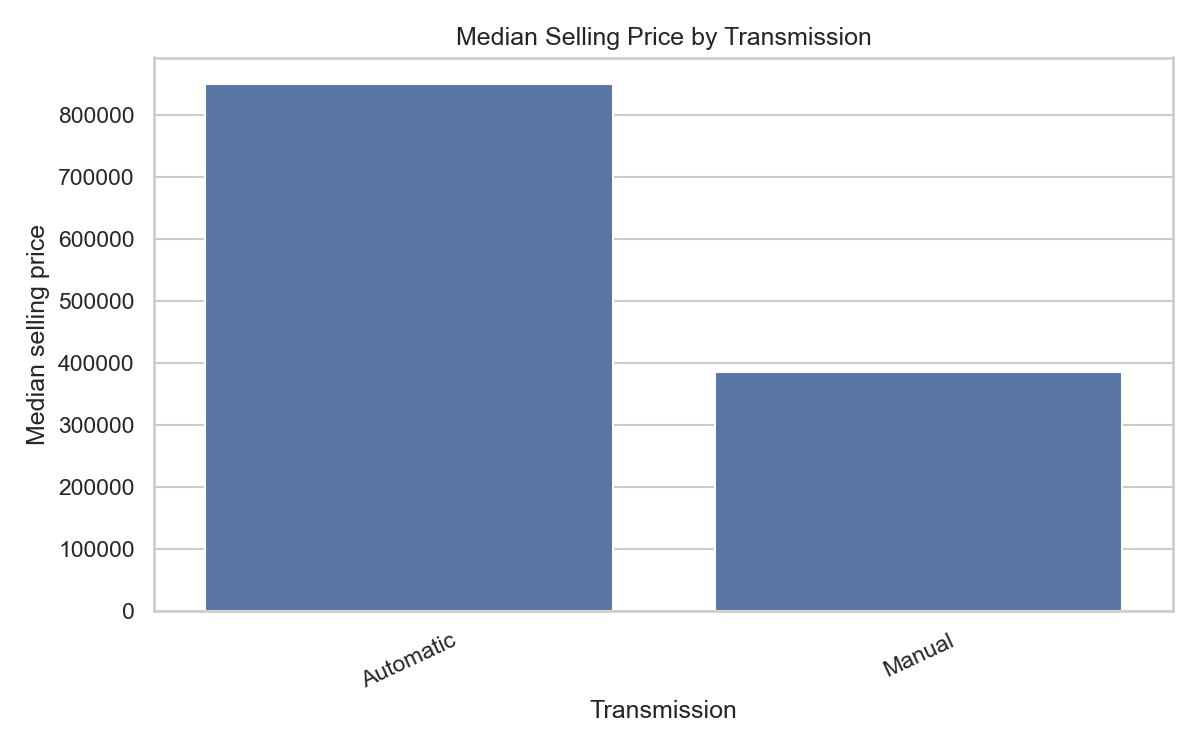 Median Selling Price by Transmission
Median selling price
800000
700000
600000
500000
400000
300000
200000
100000
0
Automatic
Manual
Transmission